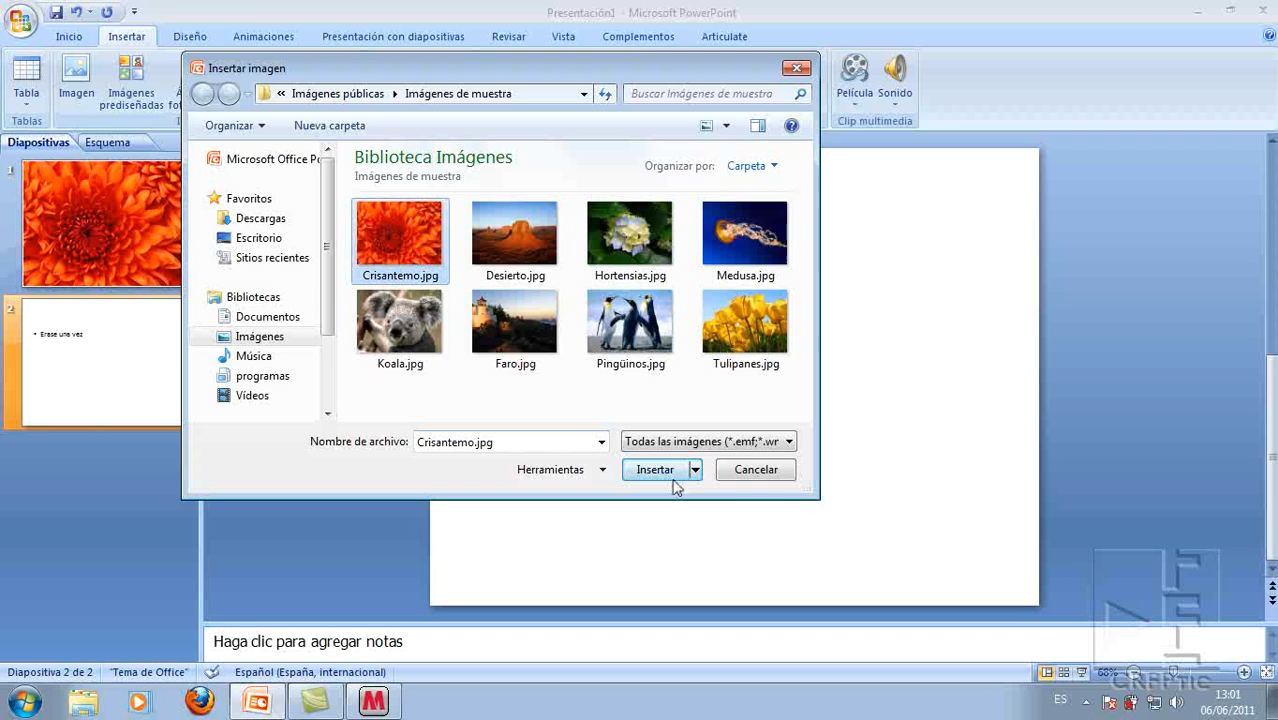 Presentación1 - Microsoft PowerPoint
Inicio Insertar Diseño Animaciones Presentación con diapositivas Revisar Vista Complementos Articulate
Tabla
Imagen
Imágenes
prediseñadas
Película
Sonido
Tablas
Clip multimedia
Insertar imagen
« Imágenes públicas Imágenes de muestra
Buscar Imágenes de muestra
Organizar
Nueva carpeta
Diapositivas
Esquema
1
2
• Erase una vez
Microsoft Office Po
Favoritos
Descargas
Escritorio
Sitios recientes
Bibliotecas
Documentos
Imágenes
Música
programas
Vídeos
Biblioteca Imágenes
Imágenes de muestra
Organizar por: Carpeta
Crisantemo.jpg
Desierto.jpg
Hortensias.jpg
Medusa.jpg
Koala.jpg
Faro.jpg
Pingüinos.jpg
Tulipanes.jpg
Nombre de archivo: Crisantemo.jpg
Todas las imágenes (*.emf;*.wr
Herramientas
Insertar
Cancelar
Haga clic para agregar notas
Diapositiva 2 de 2
"Tema de Office"
Español (España, internacional)
68%
ES
13:01
06/06/2011